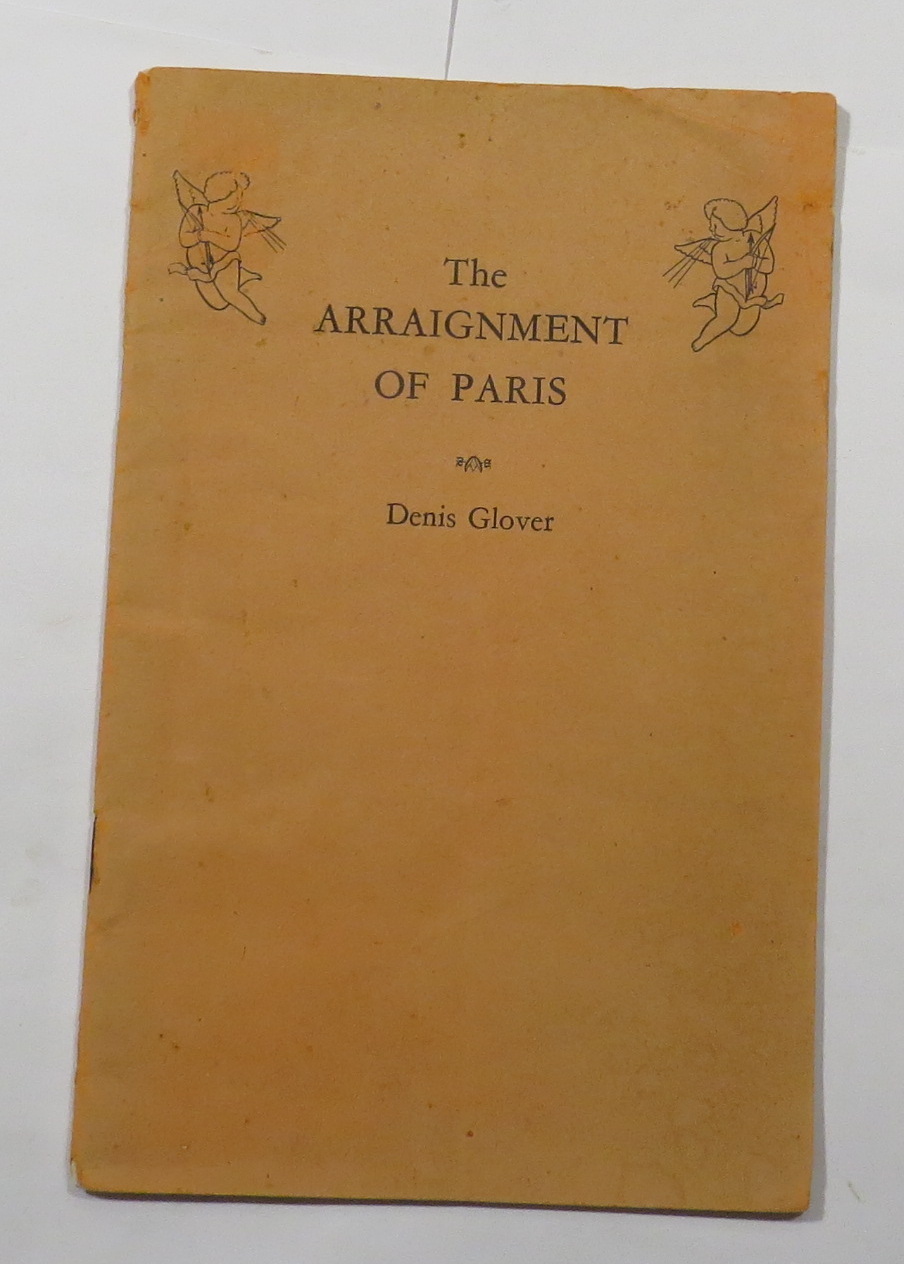 The
ARRAIGNMENT
OF PARIS
Denis Glover